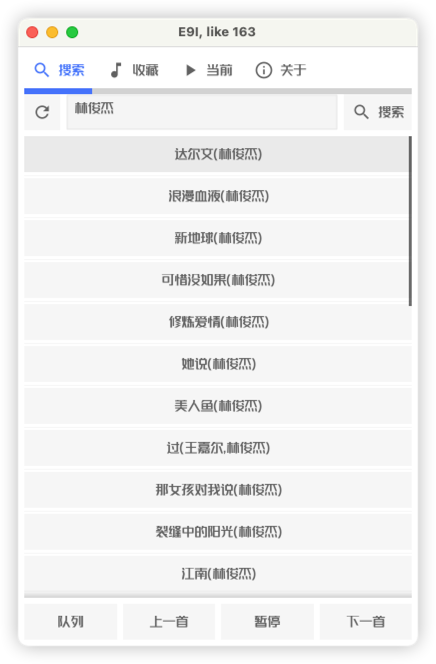 E9I, like 163
搜索 收藏 当前 关于
林俊杰 搜索
达尔文(林俊杰)
浪漫血液(林俊杰)
新地球(林俊杰)
可惜没如果(林俊杰)
修炼爱情(林俊杰)
她说(林俊杰)
美人鱼(林俊杰)
过(王嘉尔,林俊杰)
那女孩对我说(林俊杰)
裂缝中的阳光(林俊杰)
江南(林俊杰)
队列 上一首 暂停 下一首